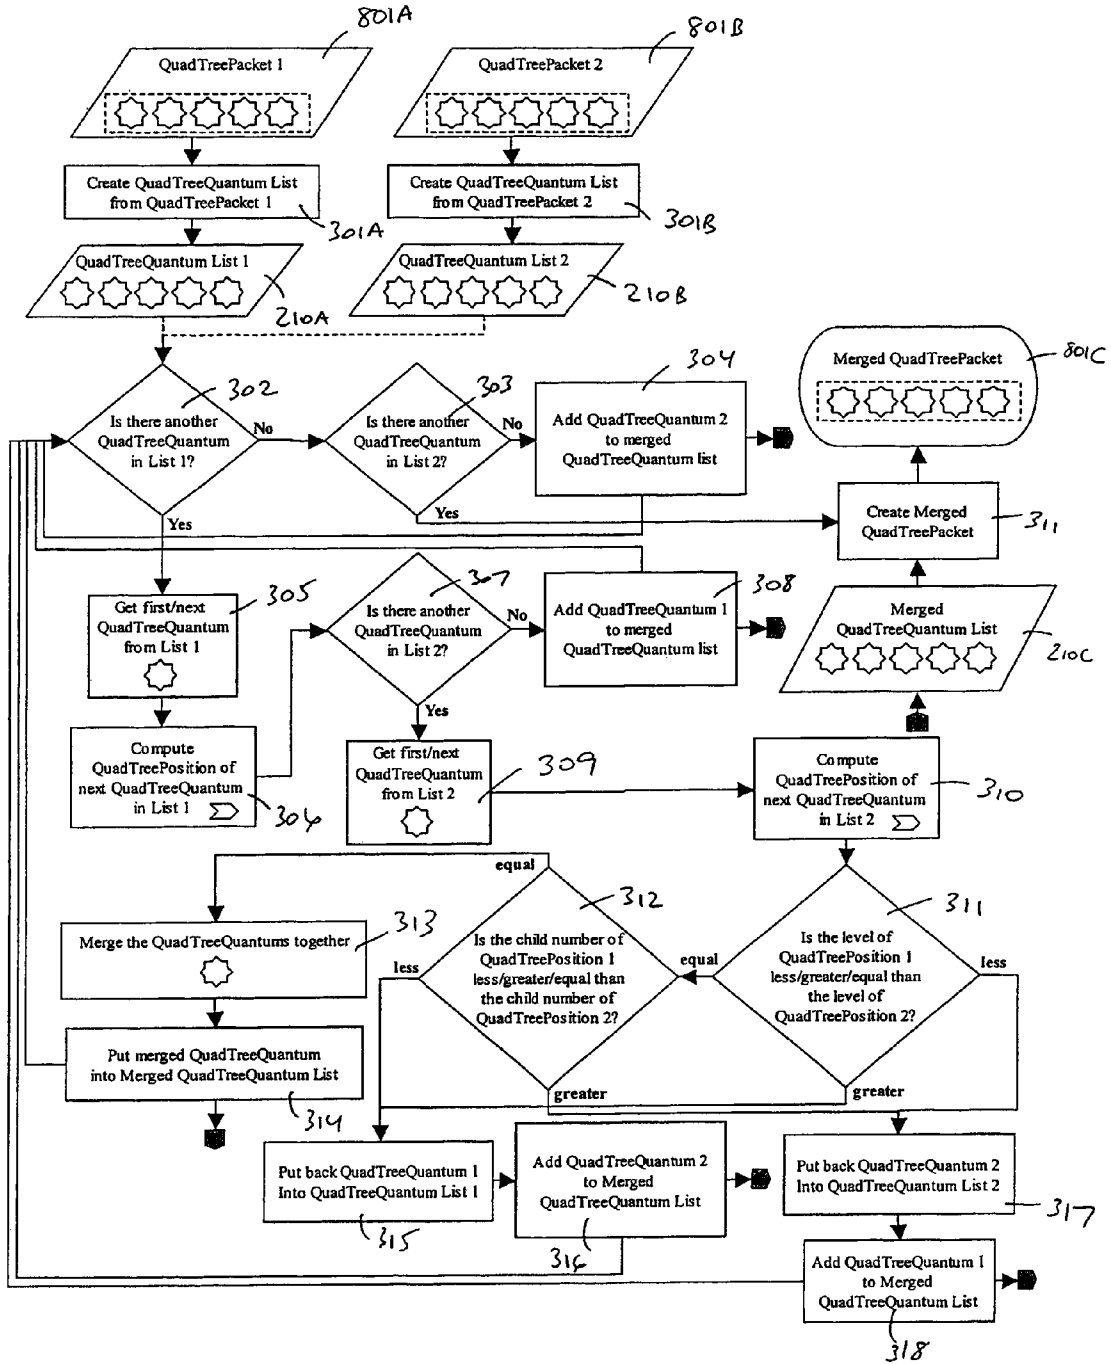 801A
801B
QuadTreePacket 1
QuadTreePacket 2
Create QuadTreeQuantum List
from QuadTreePacket 1
301A
Create QuadTreeQuantum List
from QuadTreePacket 2
301B
QuadTreeQuantum List 1
210A
QuadTreeQuantum List 2
210B
302
Is there another
QuadTreeQuantum
in List 1?
No
Yes
303
Is there another
QuadTreeQuantum
in List 2?
No
Yes
304
Add QuadTreeQuantum 2
to merged
QuadTreeQuantum list
Merged QuadTreePacket
801C
Create Merged
QuadTreePacket
311
305
Get first/next
QuadTreeQuantum
from List 1
307
Is there another
QuadTreeQuantum
in List 2?
No
Yes
308
Add QuadTreeQuantum 1
to merged
QuadTreeQuantum list
Merged
QuadTreeQuantum List
210C
Compute
QuadTreePosition of
next QuadTreeQuantum
in List 1
306
Get first/next
QuadTreeQuantum
from List 2
309
Compute
QuadTreePosition of
next QuadTreeQuantum
in List 2
310
equal
312
Is the child number of
QuadTreePosition 1
less/greater/equal than
the child number of
QuadTreePosition 2?
less
greater
equal
311
Is the level of
QuadTreePosition 1
less/greater/equal than
the level of
QuadTreePosition 2?
less
greater
Merge the QuadTreeQuantums together
313
Put merged QuadTreeQuantum
into Merged QuadTreeQuantum List
314
Put back QuadTreeQuantum 1
Into QuadTreeQuantum List 1
315
Add QuadTreeQuantum 2
to Merged
QuadTreeQuantum List
316
Put back QuadTreeQuantum 2
Into QuadTreeQuantum List 2
317
Add QuadTreeQuantum 1
to Merged
QuadTreeQuantum List
318